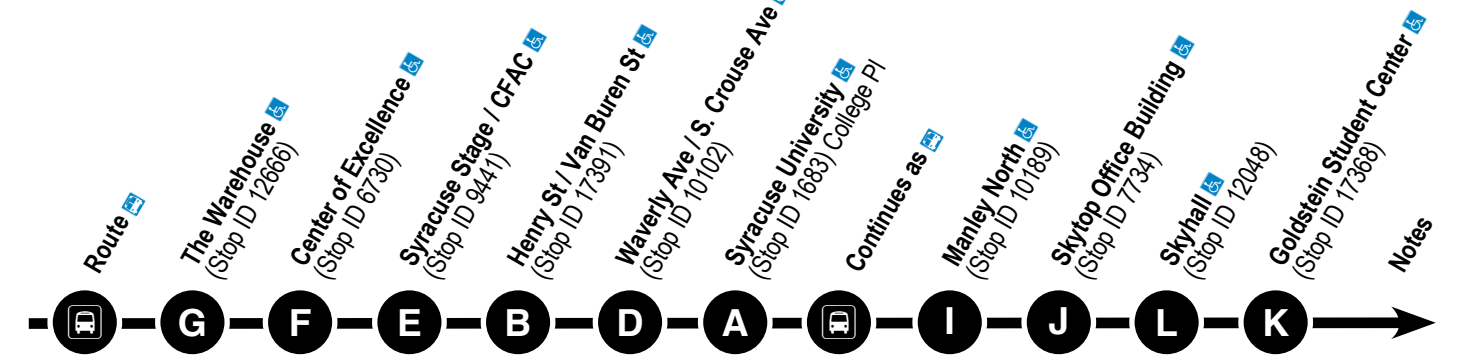 Route
The Warehouse
(Stop ID 12666)
Center of Excellence
(Stop ID 6730)
Syracuse Stage / CFAC
(Stop ID 9441)
Henry St / Van Buren St
(Stop ID 17391)
Waverly Ave / S. Crouse Ave
(Stop ID 10102)
Syracuse University
(Stop ID 1683) College Pl
Continues as
Manley North
(Stop ID 10189)
Skytop Office Building
(Stop ID 7734)
Skyhall
(Stop ID 12048)
Goldstein Student Center
(Stop ID 17368)
Notes
G F E B D A I J L K